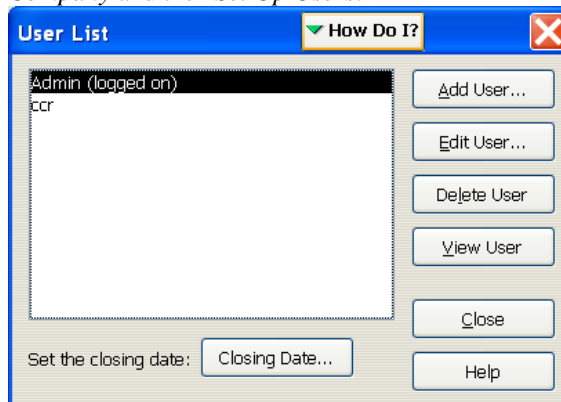 User List
How Do I?
Admin (logged on)
ccr
Add User...
Edit User...
Delete User
View User
Close
Set the closing date:
Closing Date...
Help